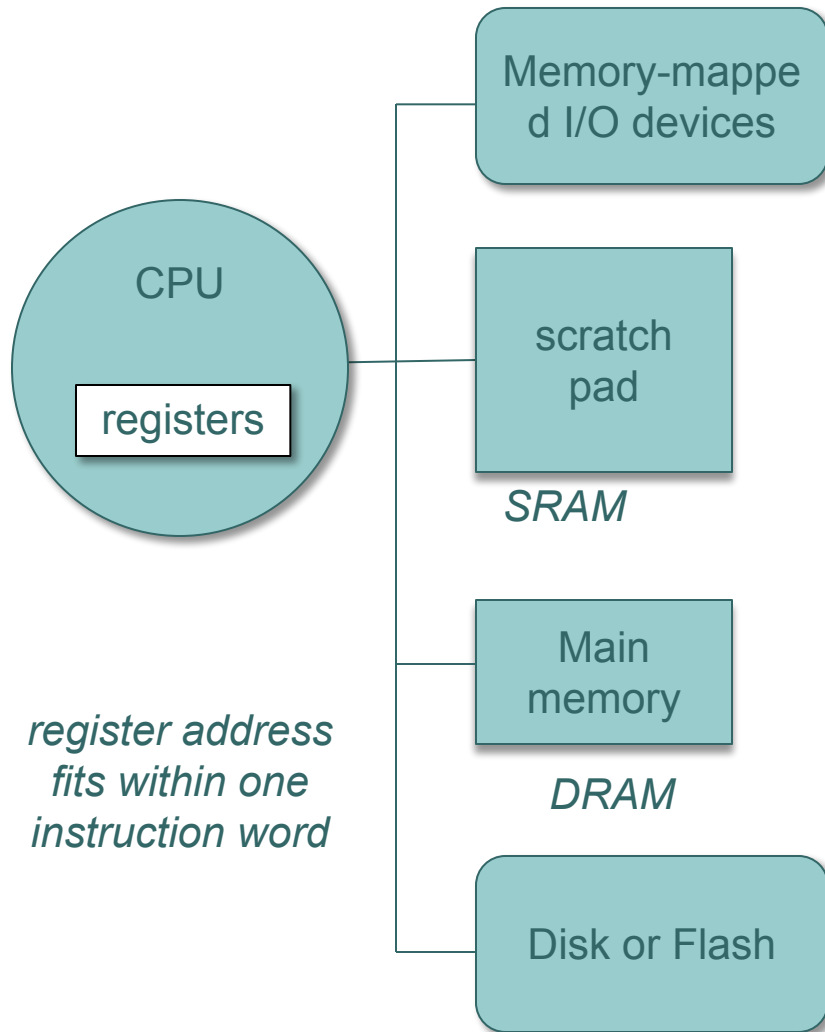 Memory-mappe
d I/O devices
CPU
registers
scratch
pad
SRAM
Main
memory
DRAM
register address
fits within one
instruction word
Disk or Flash